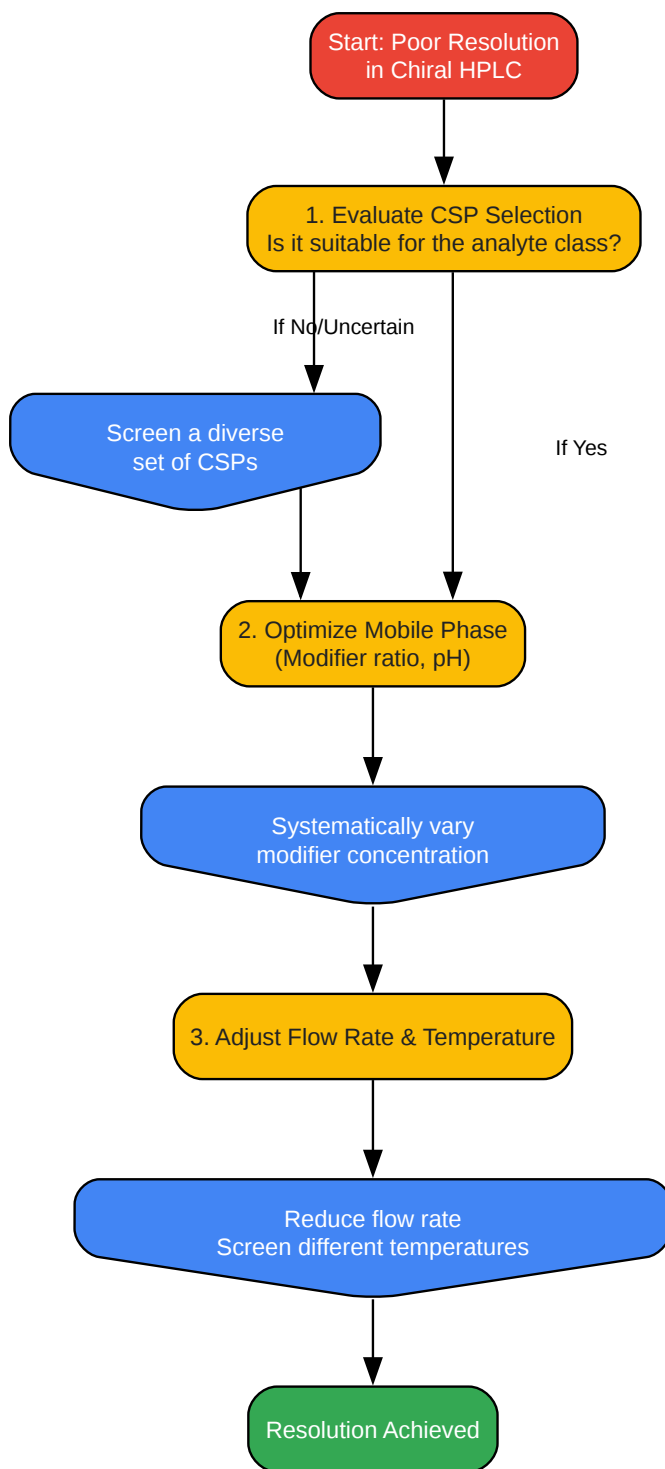 Start: Poor Resolution
in Chiral HPLC
1. Evaluate CSP Selection
Is it suitable for the analyte class?
If No/Uncertain
Screen a diverse
set of CSPs
If Yes
2. Optimize Mobile Phase
(Modifier ratio, pH)
Systematically vary
modifier concentration
3. Adjust Flow Rate & Temperature
Reduce flow rate
Screen different temperatures
Resolution Achieved